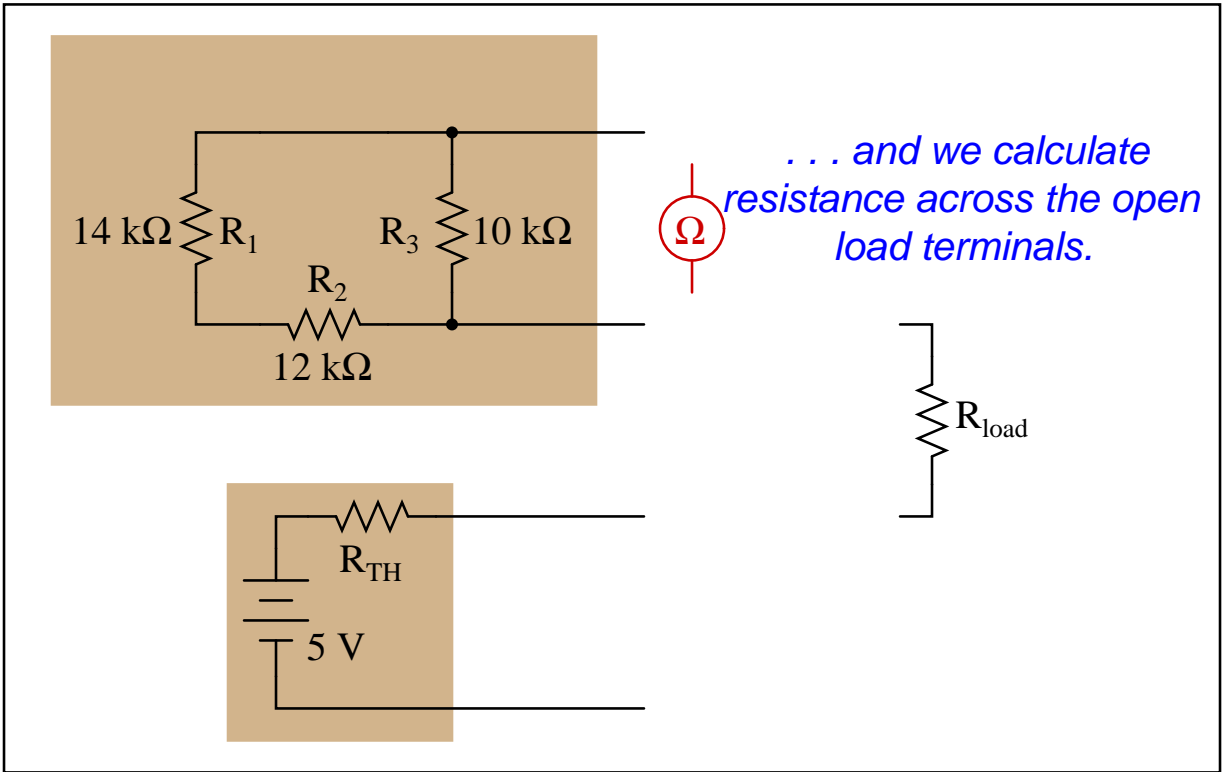 . . . and we calculate
resistance across the open
load terminals.
14 kΩ R1 R3 10 kΩ Ω
R2
12 kΩ
Rload
RTH
5 V